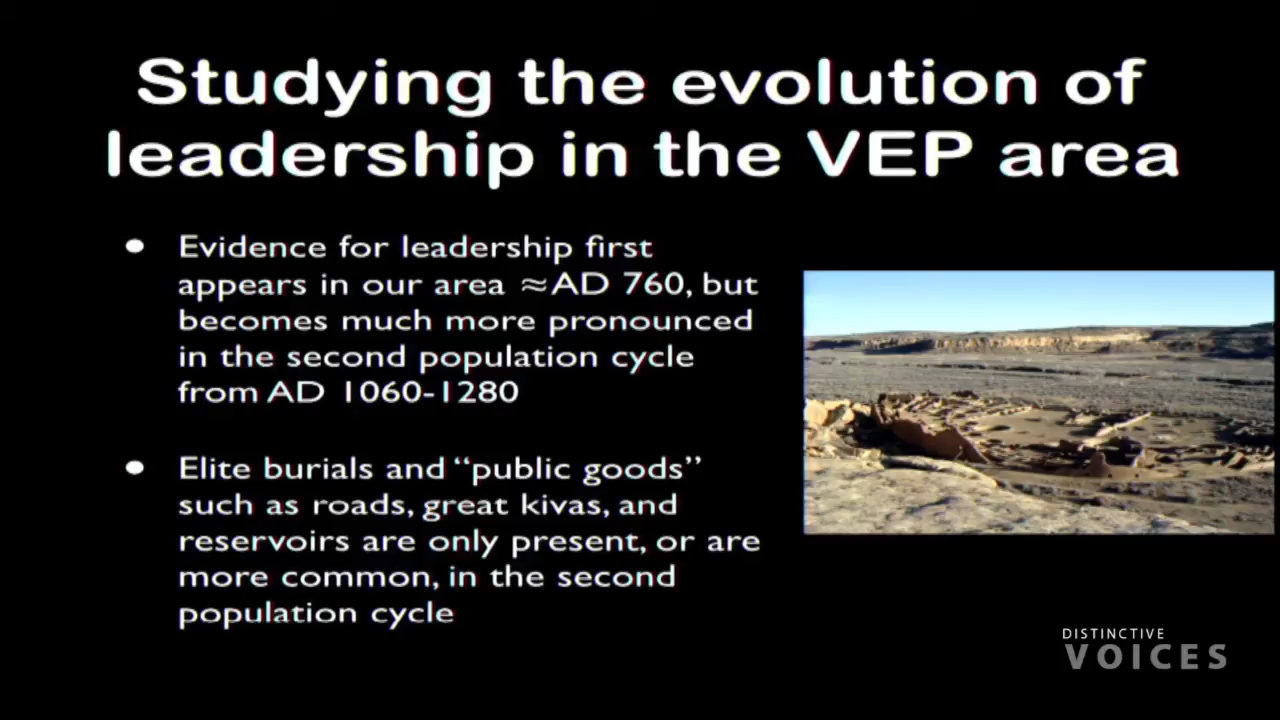 Studying the evolution of
leadership in the VEP area
• Evidence for leadership first
appears in our area ≈AD 760, but
becomes much more pronounced
in the second population cycle
from AD 1060-1280
• Elite burials and “public goods”
such as roads, great kivas, and
reservoirs are only present, or are
more common, in the second
population cycle
DISTINCTIVE
VOICES